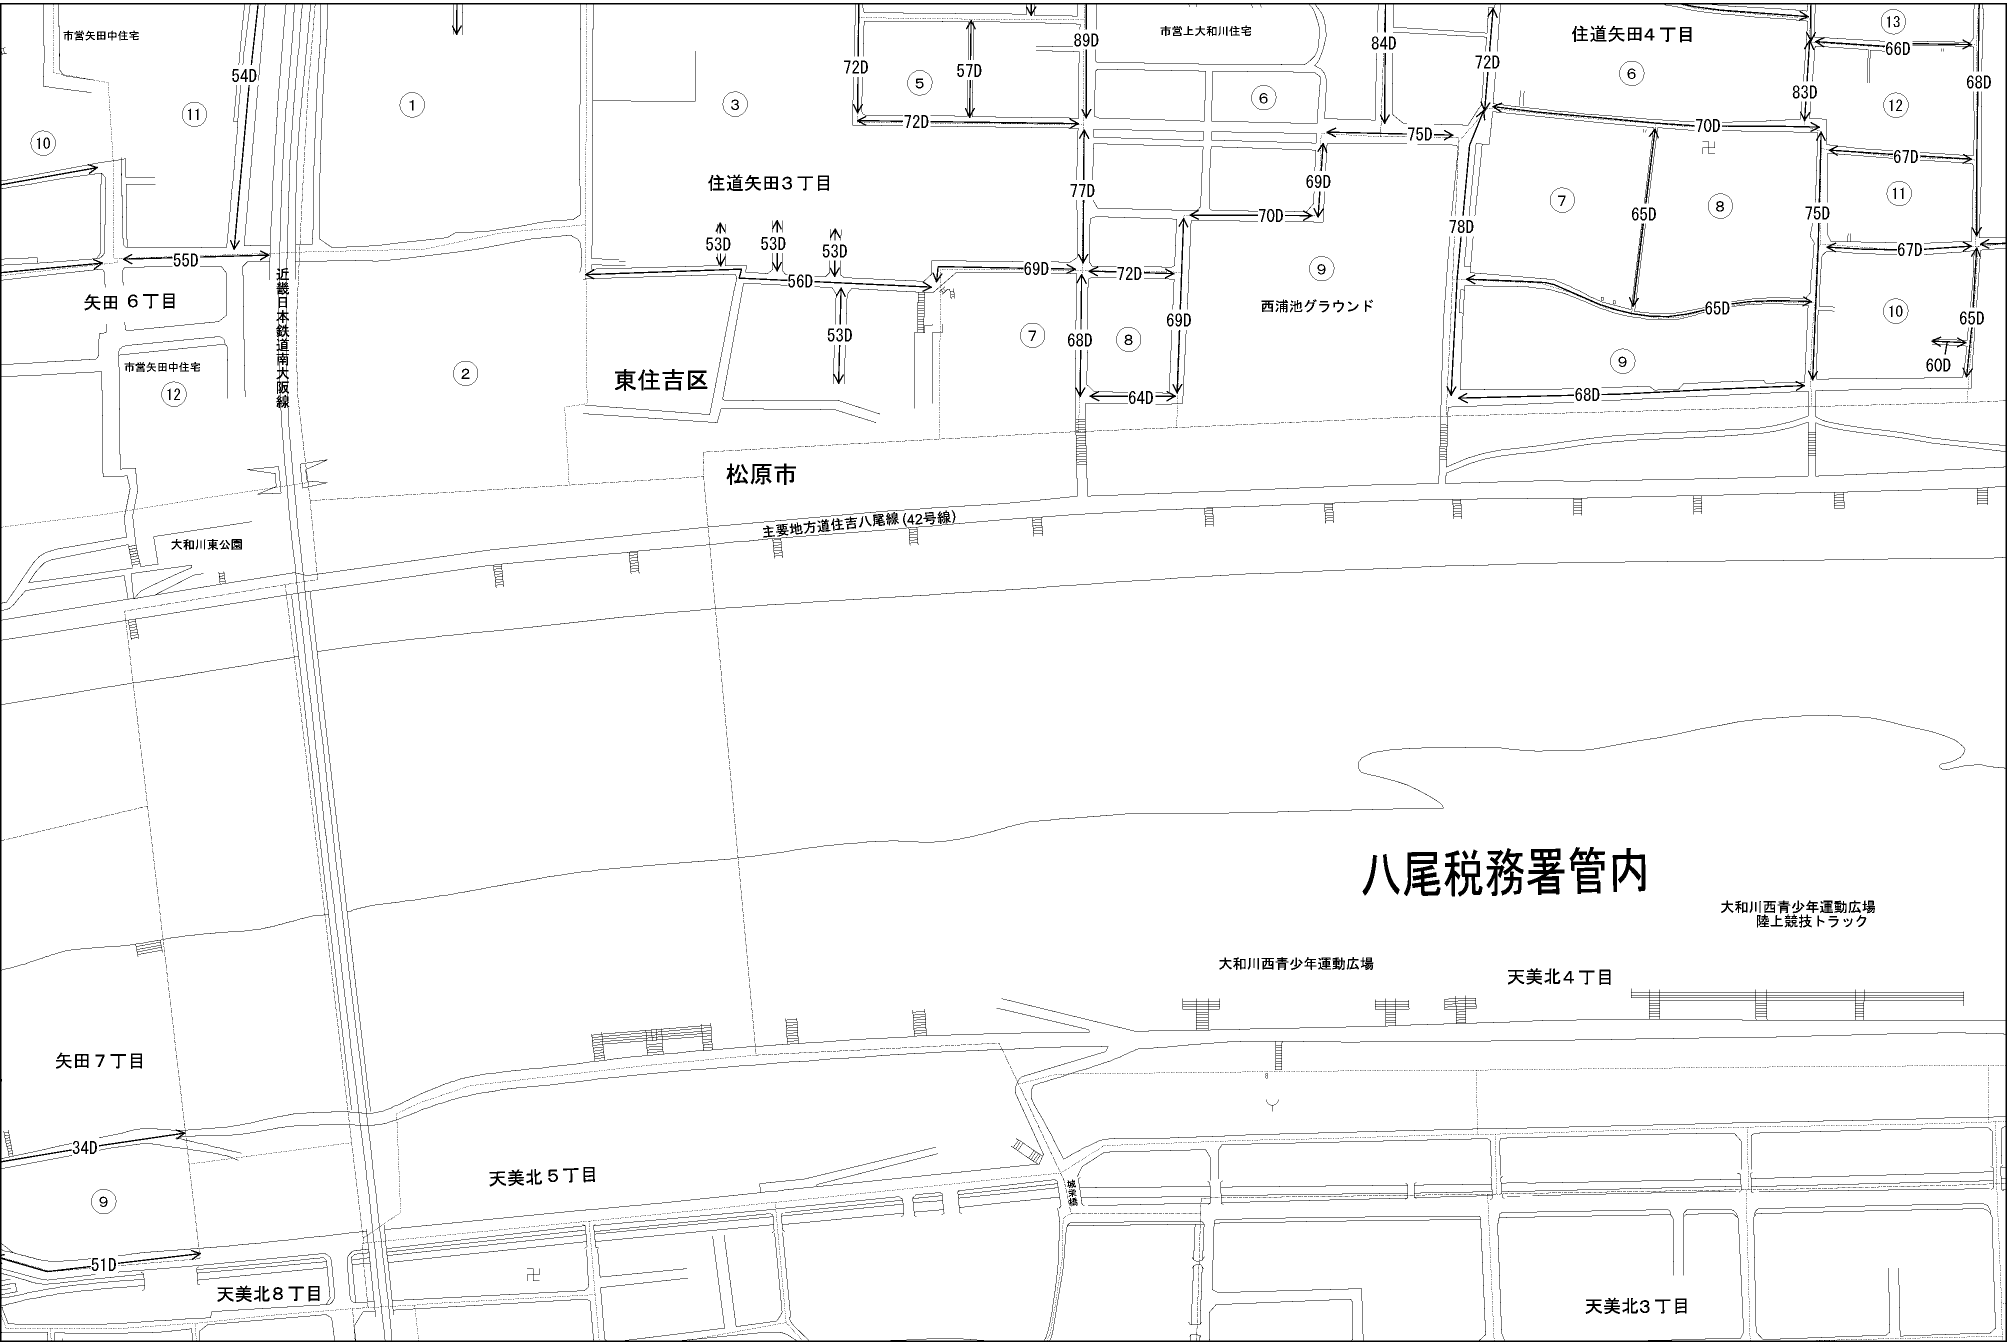 市営矢田中住宅
市営上大和川住宅
住道矢田4丁目
13
89D
84D
66D
54D
72D
57D
72D
68D
5
6
6
11
1
3
83D
12
72D
75D
70D
10
67D
住道矢田3丁目
77D
69D
11
7
8
70D
65D
75D
78D
53D
53D
53D
67D
55D
69D
72D
56D
9
近畿日本鉄道南大阪線
矢田 6丁目
西浦池グラウンド
65D
10
69D
65D
53D
7
68D
8
9
60D
市営矢田中住宅
12
2
東住吉区
64D
68D
松原市
主要地方道住吉八尾線(42号線)
大和川東公園
八尾税務署管内
大和川西青少年運動広場
陸上競技トラック
大和川西青少年運動広場
天美北4丁目
矢田7丁目
34D
天美北5丁目
9
城栄橋
51D
天美北8丁目
天美北3丁目